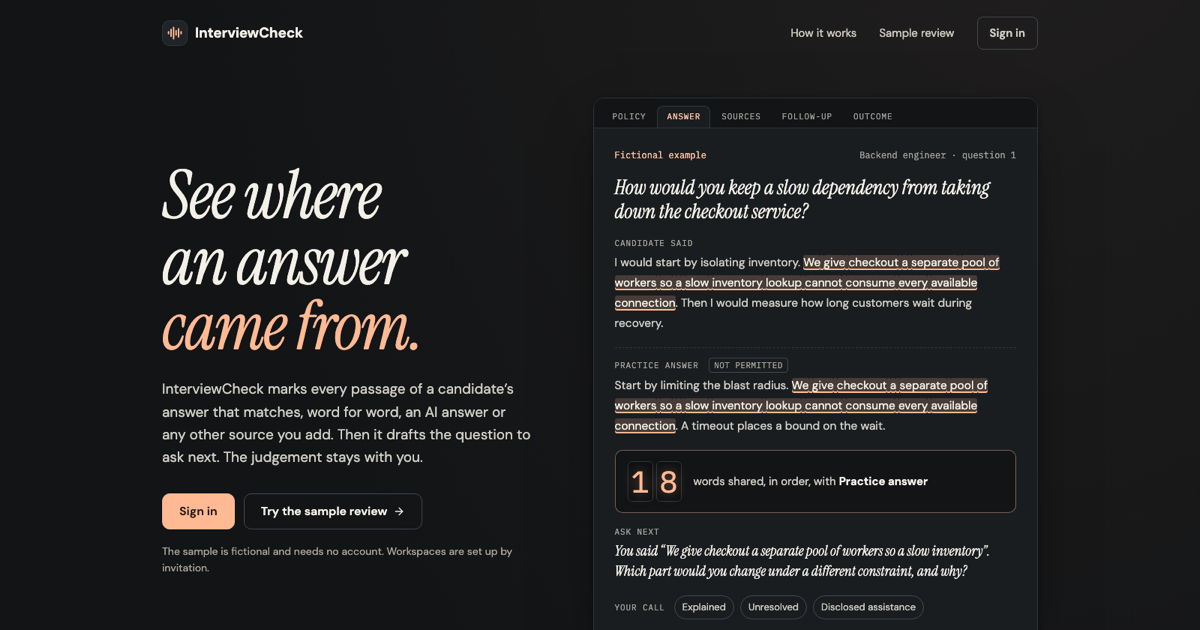 InterviewCheck
How it works
Sample review
Sign in
See where
an answer
came from.
InterviewCheck marks every passage of a candidate’s
answer that matches, word for word, an AI answer or
any other source you add. Then it drafts the question to
ask next. The judgement stays with you.
Sign in
Try the sample review →
The sample is fictional and needs no account. Workspaces are set up by
invitation.
POLICY
ANSWER
SOURCES
FOLLOW-UP
OUTCOME
Fictional example
Backend engineer · question 1
How would you keep a slow dependency from taking
down the checkout service?
CANDIDATE SAID
I would start by isolating inventory. We give checkout a separate pool of
workers so a slow inventory lookup cannot consume every available
connection. Then I would measure how long customers wait during
recovery.
PRACTICE ANSWER
NOT PERMITTED
Start by limiting the blast radius. We give checkout a separate pool of
workers so a slow inventory lookup cannot consume every available
connection. A timeout places a bound on the wait.
18 words shared, in order, with Practice answer
ASK NEXT
You said “We give checkout a separate pool of workers so a slow inventory”.
Which part would you change under a different constraint, and why?
YOUR CALL
Explained
Unresolved
Disclosed assistance